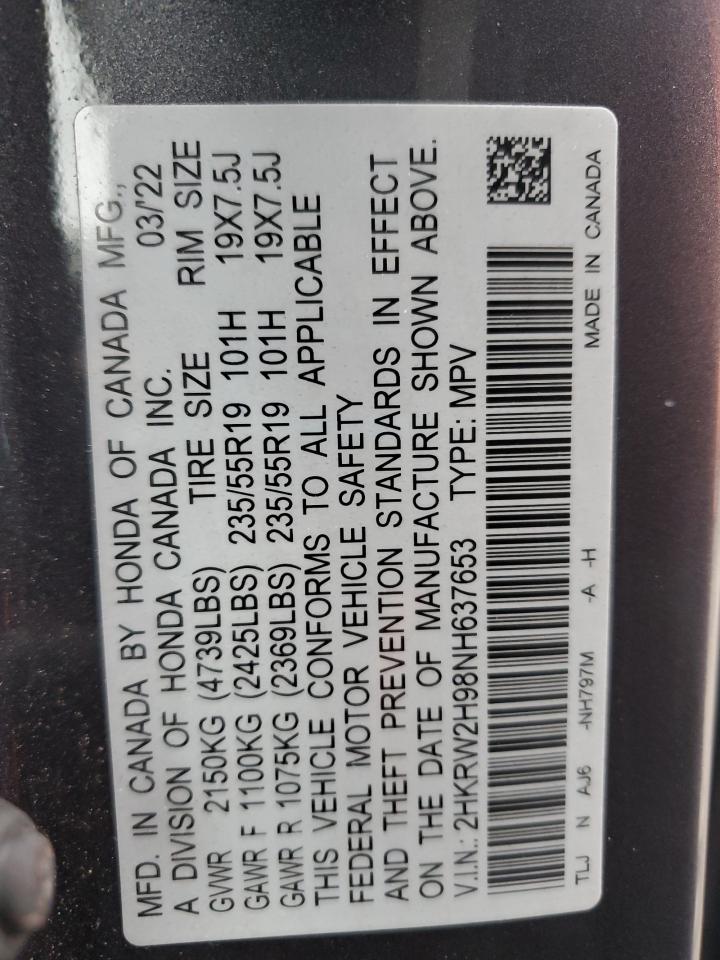 MFD. IN CANADA BY HONDA OF CANADA MFG.,
A DIVISION OF HONDA CANADA INC. 03/'22
GVWR 2150KG (4739LBS) TIRE SIZE RIM SIZE
GAWR F 1100KG (2425LBS) 235/55R19 101H 19X7.5J
GAWR R 1075KG (2369LBS) 235/55R19 101H 19X7.5J
THIS VEHICLE CONFORMS TO ALL APPLICABLE
FEDERAL MOTOR VEHICLE SAFETY
AND THEFT PREVENTION STANDARDS IN EFFECT
ON THE DATE OF MANUFACTURE SHOWN ABOVE.
V.I.N.: 2HKRW2H98NH637653 TYPE: MPV
TLJ N AJ6 -NH797M -A -H MADE IN CANADA